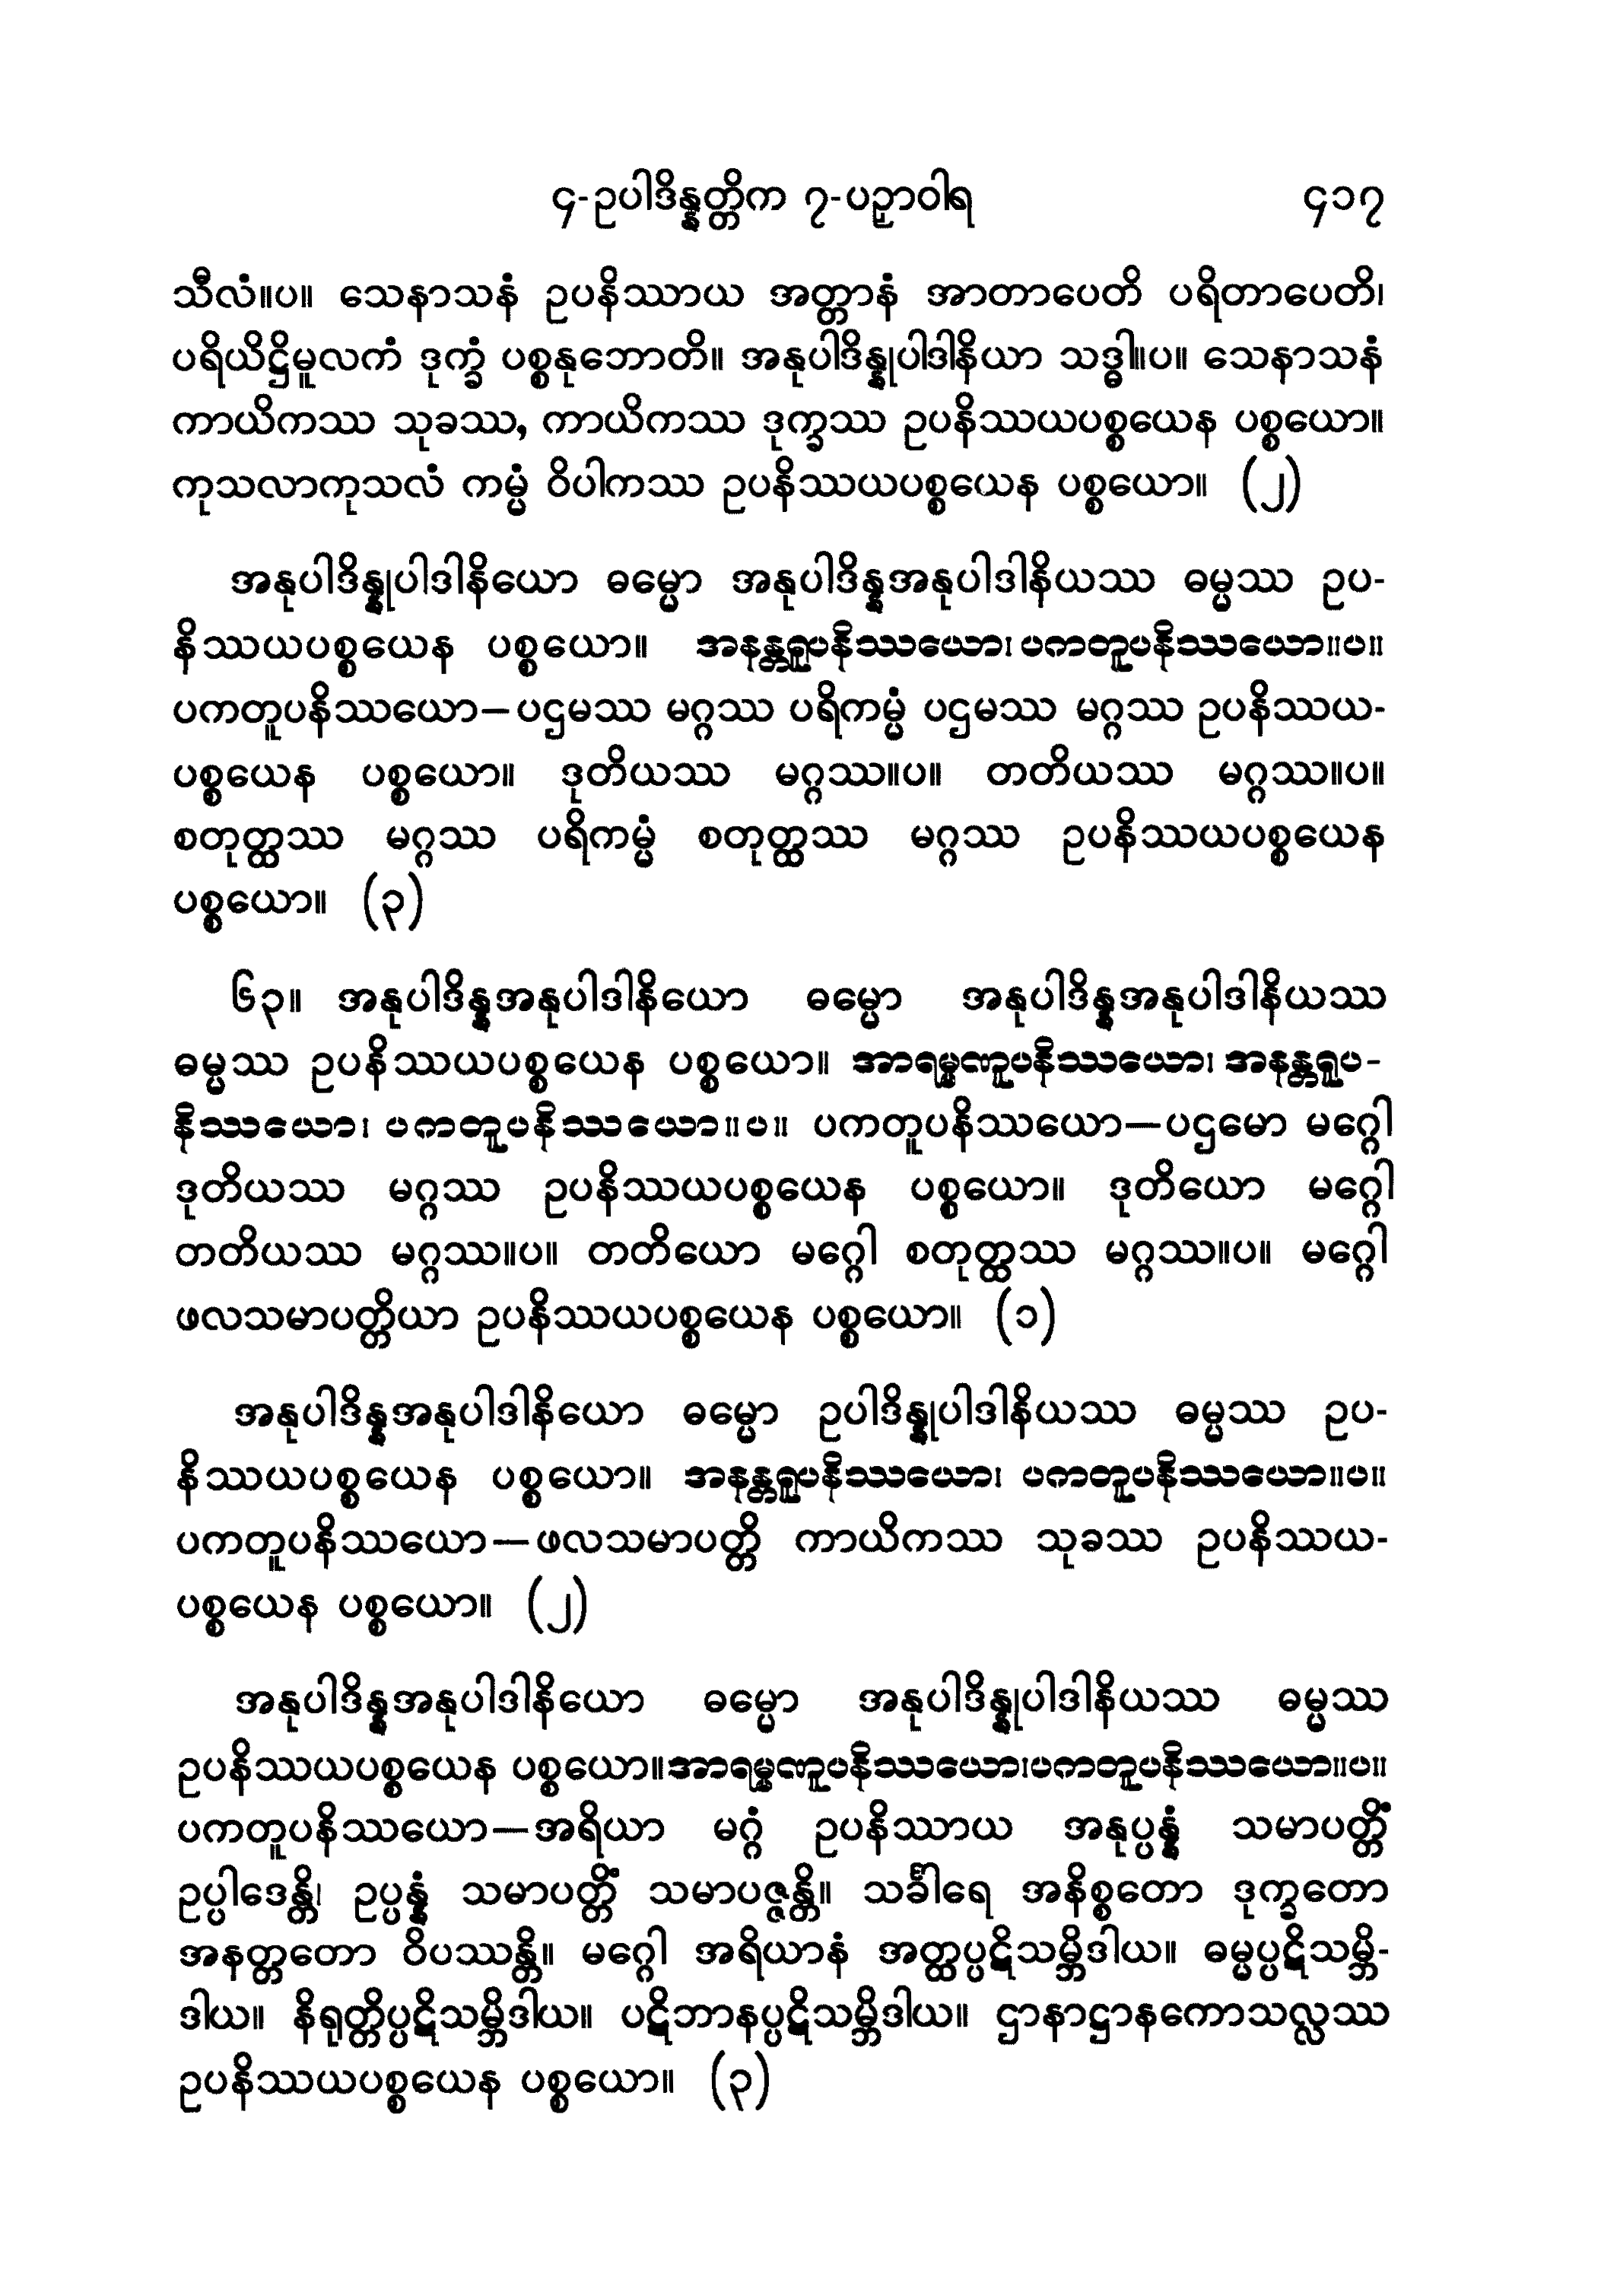 ၄-ဥပါဒိန္နတ္တိက ၇-ပဉှာဝါရ ၄၁၇
သီလံ။ပ။ သေနာသနံ ဥပနိဿာယ အတ္တာနံ အာတာပေတိ ပရိတာပေတိ၊
ပရိယိဋ္ဌိမူလကံ ဒုက္ခံ ပစ္စနုဘောတိ။ အနုပါဒိန္နုပါဒါနိယာ သဒ္ဓါ။ပ။ သေနာသနံ
ကာယိကဿ သုခဿ, ကာယိကဿ ဒုက္ခဿ ဥပနိဿယပစ္စယေန ပစ္စယော။
ကုသလာကုသလံ ကမ္မံ ဝိပါကဿ ဥပနိဿယပစ္စယေန ပစ္စယော။ (၂)
အနုပါဒိန္နုပါဒါနိယော ဓမ္မော အနုပါဒိန္နအနုပါဒါနိယဿ ဓမ္မဿ ဥပ-
နိဿယပစ္စယေန ပစ္စယော။ အနန္တရူပနိဿယော၊ ပကတူပနိဿယော။ပ။
ပကတူပနိဿယော—ပဌမဿ မဂ္ဂဿ ပရိကမ္မံ ပဌမဿ မဂ္ဂဿ ဥပနိဿယ-
ပစ္စယေန ပစ္စယော။ ဒုတိယဿ မဂ္ဂဿ။ပ။ တတိယဿ မဂ္ဂဿ။ပ။
စတုတ္ထဿ မဂ္ဂဿ ပရိကမ္မံ စတုတ္ထဿ မဂ္ဂဿ ဥပနိဿယပစ္စယေန
ပစ္စယော။ (၃)
၆၃။ အနုပါဒိန္နအနုပါဒါနိယော ဓမ္မော အနုပါဒိန္နအနုပါဒါနိယဿ
ဓမ္မဿ ဥပနိဿယပစ္စယေန ပစ္စယော။ အာရမ္မဏူပနိဿယော၊ အနန္တရူပ-
နိဿယော၊ ပကတူပနိဿယော။ပ။ ပကတူပနိဿယော—ပဌမော မဂ္ဂေါ
ဒုတိယဿ မဂ္ဂဿ ဥပနိဿယပစ္စယေန ပစ္စယော။ ဒုတိယော မဂ္ဂေါ
တတိယဿ မဂ္ဂဿ။ပ။ တတိယော မဂ္ဂေါ စတုတ္ထဿ မဂ္ဂဿ။ပ။ မဂ္ဂေါ
ဖလသမာပတ္တိယာ ဥပနိဿယပစ္စယေန ပစ္စယော။ (၁)
အနုပါဒိန္နအနုပါဒါနိယော ဓမ္မော ဥပါဒိန္နုပါဒါနိယဿ ဓမ္မဿ ဥပ-
နိဿယပစ္စယေန ပစ္စယော။ အနန္တရူပနိဿယော၊ ပကတူပနိဿယော။ပ။
ပကတူပနိဿယော—ဖလသမာပတ္တိ ကာယိကဿ သုခဿ ဥပနိဿယ-
ပစ္စယေန ပစ္စယော။ (၂)
အနုပါဒိန္နအနုပါဒါနိယော ဓမ္မော အနုပါဒိန္နုပါဒါနိယဿ ဓမ္မဿ
ဥပနိဿယပစ္စယေန ပစ္စယော။အာရမ္မဏူပနိဿယော၊ပကတူပနိဿယော။ပ။
ပကတူပနိဿယော—အရိယာ မဂ္ဂံ ဥပနိဿာယ အနုပ္ပန္နံ သမာပတ္တိံ
ဥပ္ပါဒေန္တိ၊ ဥပ္ပန္နံ သမာပတ္တိံ သမာပဇ္ဇန္တိ။ သင်္ခါရေ အနိစ္စတော ဒုက္ခတော
အနတ္တတော ဝိပဿန္တိ။ မဂ္ဂေါ အရိယာနံ အတ္ထပ္ပဋိသမ္ဘိဒါယ။ ဓမ္မပ္ပဋိသမ္ဘိ-
ဒါယ။ နိရုတ္တိပ္ပဋိသမ္ဘိဒါယ။ ပဋိဘာနပ္ပဋိသမ္ဘိဒါယ။ ဌာနာဋ္ဌာနကောသလ္လဿ
ဥပနိဿယပစ္စယေန ပစ္စယော။ (၃)